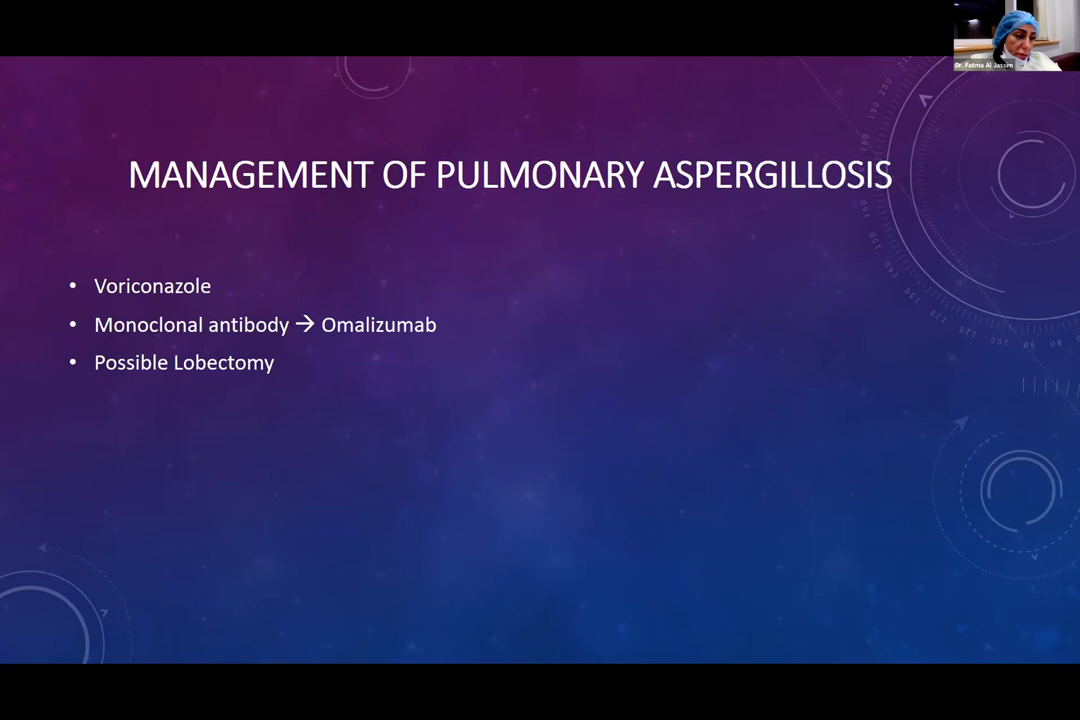 Dr. Fatma Al Jassim
MANAGEMENT OF PULMONARY ASPERGILLOSIS
• Voriconazole
• Monoclonal antibody → Omalizumab
• Possible Lobectomy